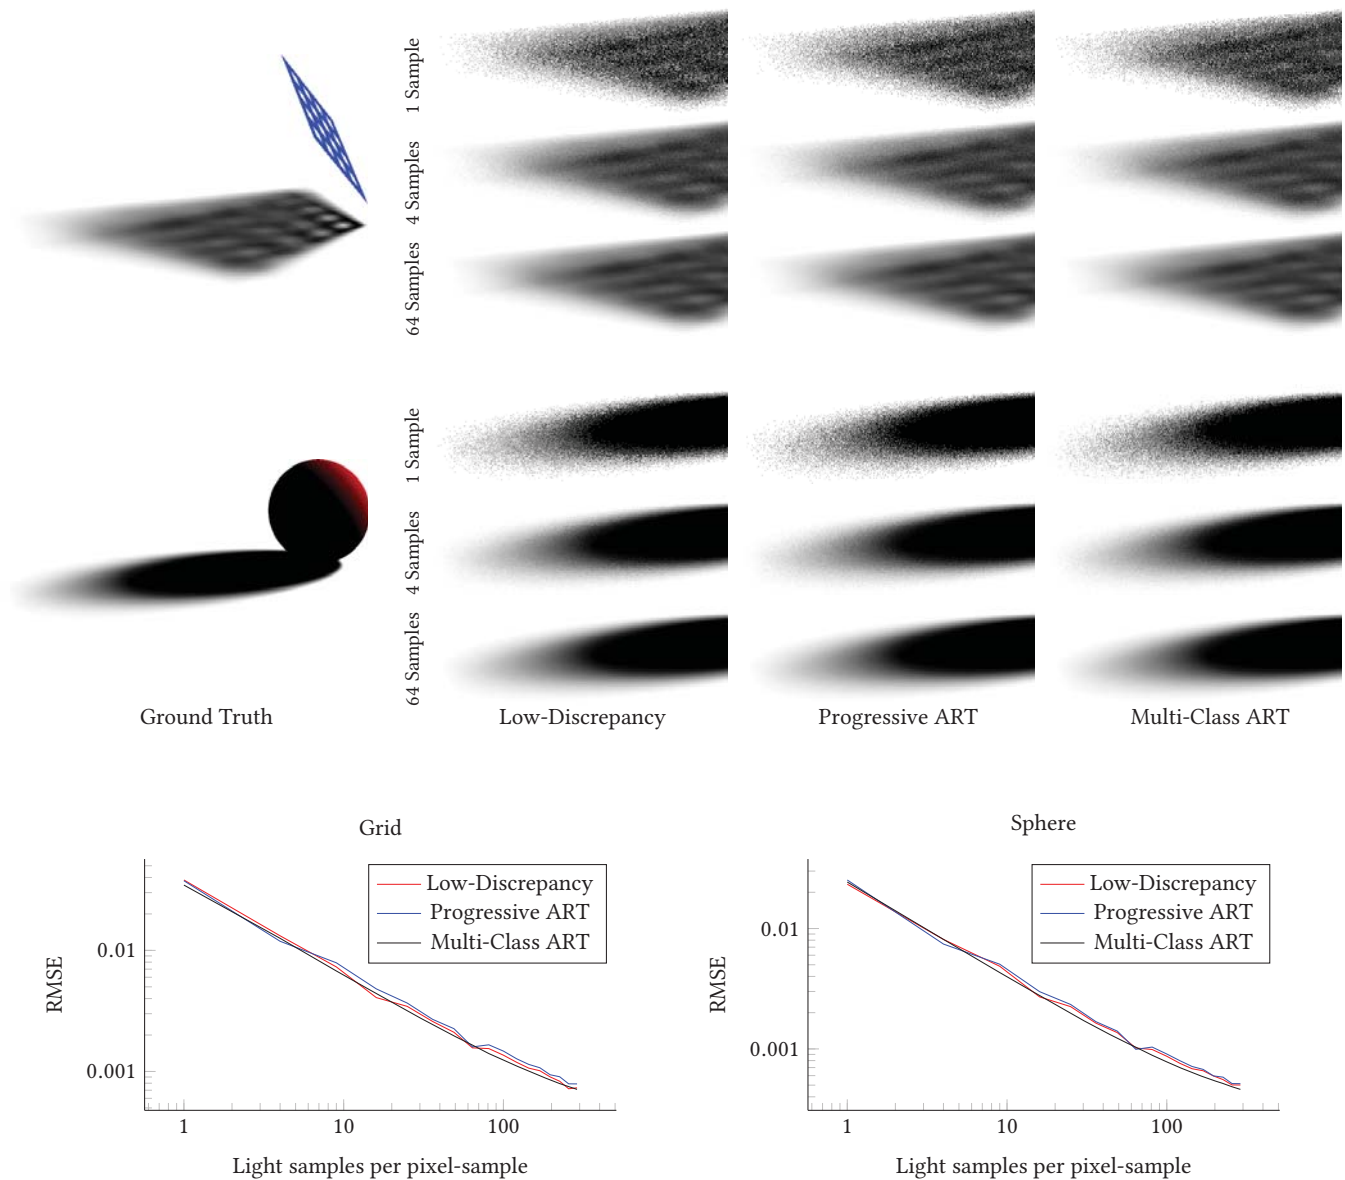 1 Sample
4 Samples
64 Samples
1 Sample
4 Samples
64 Samples
Ground Truth
Low-Discrepancy
Progressive ART
Multi-Class ART
Grid
Low-Discrepancy
Progressive ART
Multi-Class ART
0.01
0.001
RMSE
1
10
100
Light samples per pixel-sample
Sphere
Low-Discrepancy
Progressive ART
Multi-Class ART
0.01
0.001
RMSE
1
10
100
Light samples per pixel-sample